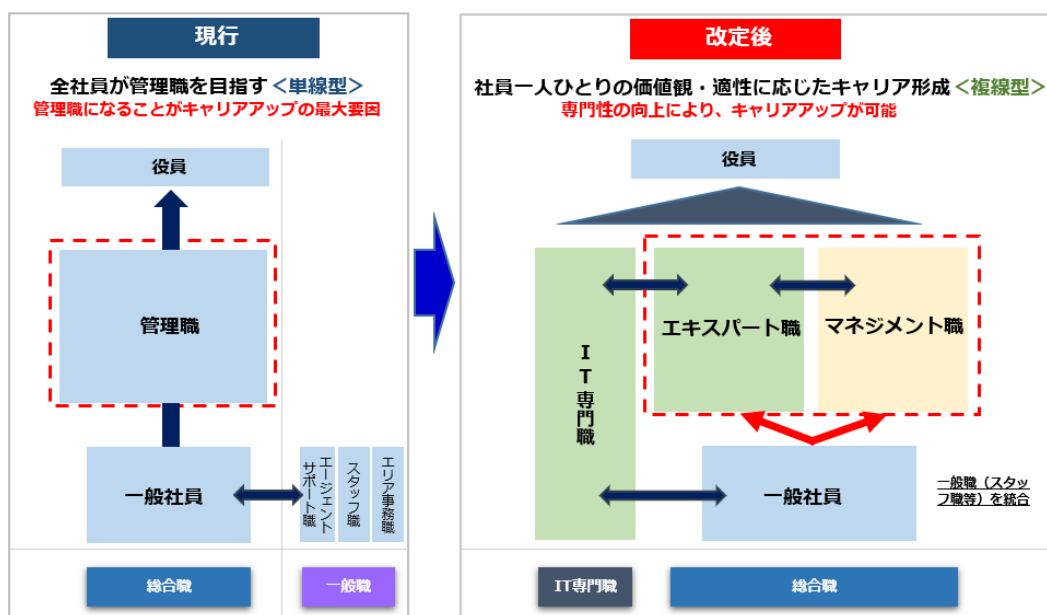 現行
全社員が管理職を目指す＜単線型＞
管理職になることがキャリアアップの最大要因
役員
管理職
一般社員
エージェント
サポート職
スタッフ職
エリア事務職
総合職
一般職
改定後
社員一人ひとりの価値観・適性に応じたキャリア形成＜複線型＞
専門性の向上により、キャリアアップが可能
役員
IT専門職
エキスパート職
マネジメント職
一般社員
一般職（スタッ
フ職等）を統合
IT専門職
総合職